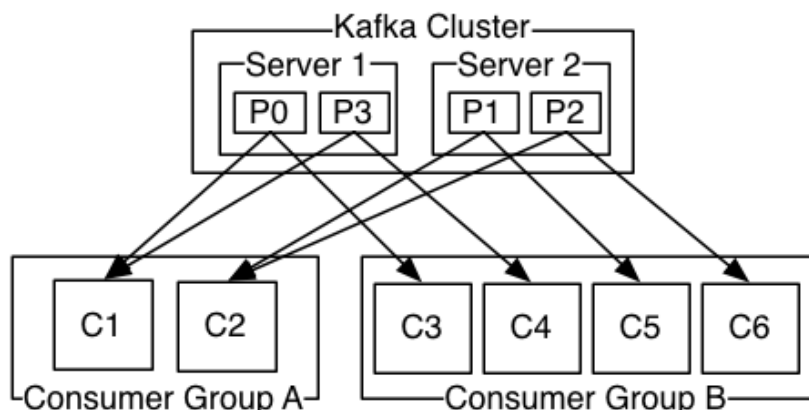 Kafka Cluster
Server 1 Server 2
P0 P3 P1 P2
C1 C2 C3 C4 C5 C6
Consumer Group A Consumer Group B